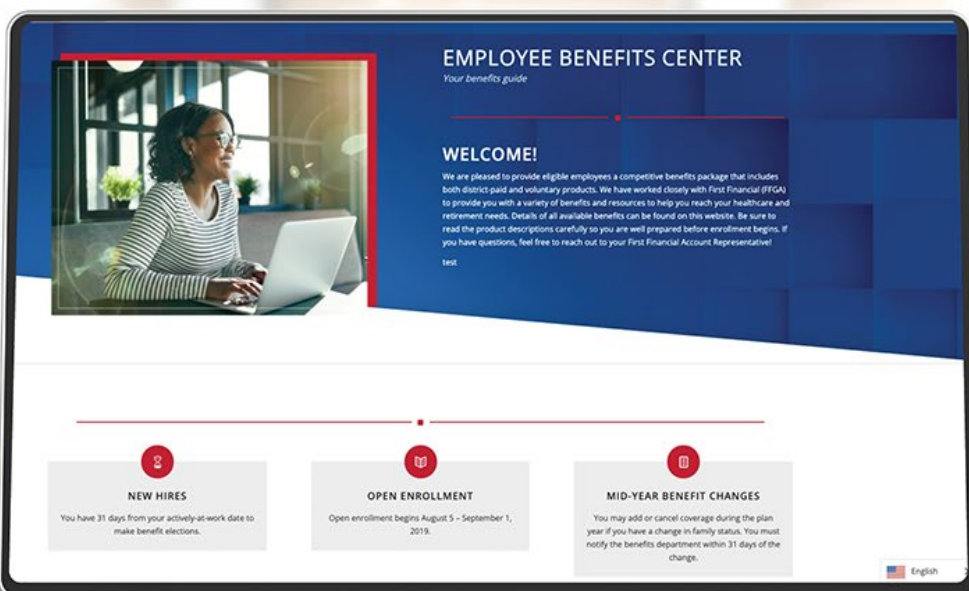 EMPLOYEE BENEFITS CENTER
Your benefits guide
WELCOME!
We are pleased to provide eligible employees a competitive benefits package that includes
both district-paid and voluntary products. We have worked closely with First Financial (FFGA)
to provide you with a variety of benefits and resources to help you reach your healthcare and
retirement needs. Details of all available benefits can be found on this website. Be sure to
read the product descriptions carefully so you are well prepared before enrollment begins. If
you have questions, feel free to reach out to your First Financial Account Representative!
test
NEW HIRES
You have 31 days from your actively-at-work date to
make benefit elections.
OPEN ENROLLMENT
Open enrollment begins August 5 – September 1,
2019.
MID-YEAR BENEFIT CHANGES
You may add or cancel coverage during the plan
year if you have a change in family status. You must
notify the benefits department within 31 days of the
change.
English